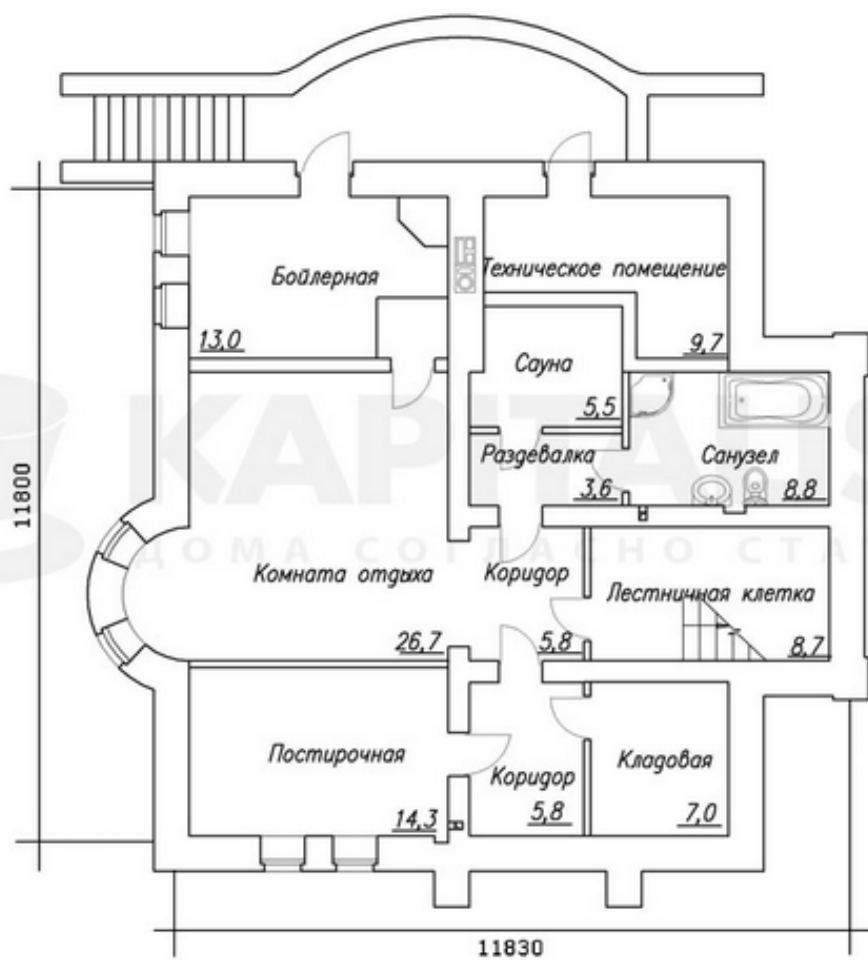 Бойлерная
Техническое помещение
13,0
9,7
Сауна
5,5
KAPITALS
Раздевалка
Санузел
3,6
8,8
11800
ДОМА СОГЛАСНО СТА
Комната отдыха
Коридор
Лестничная клетка
26,7
5,8
8,7
Постирочная
Коридор
Кладовая
14,3
5,8
7,0
11830